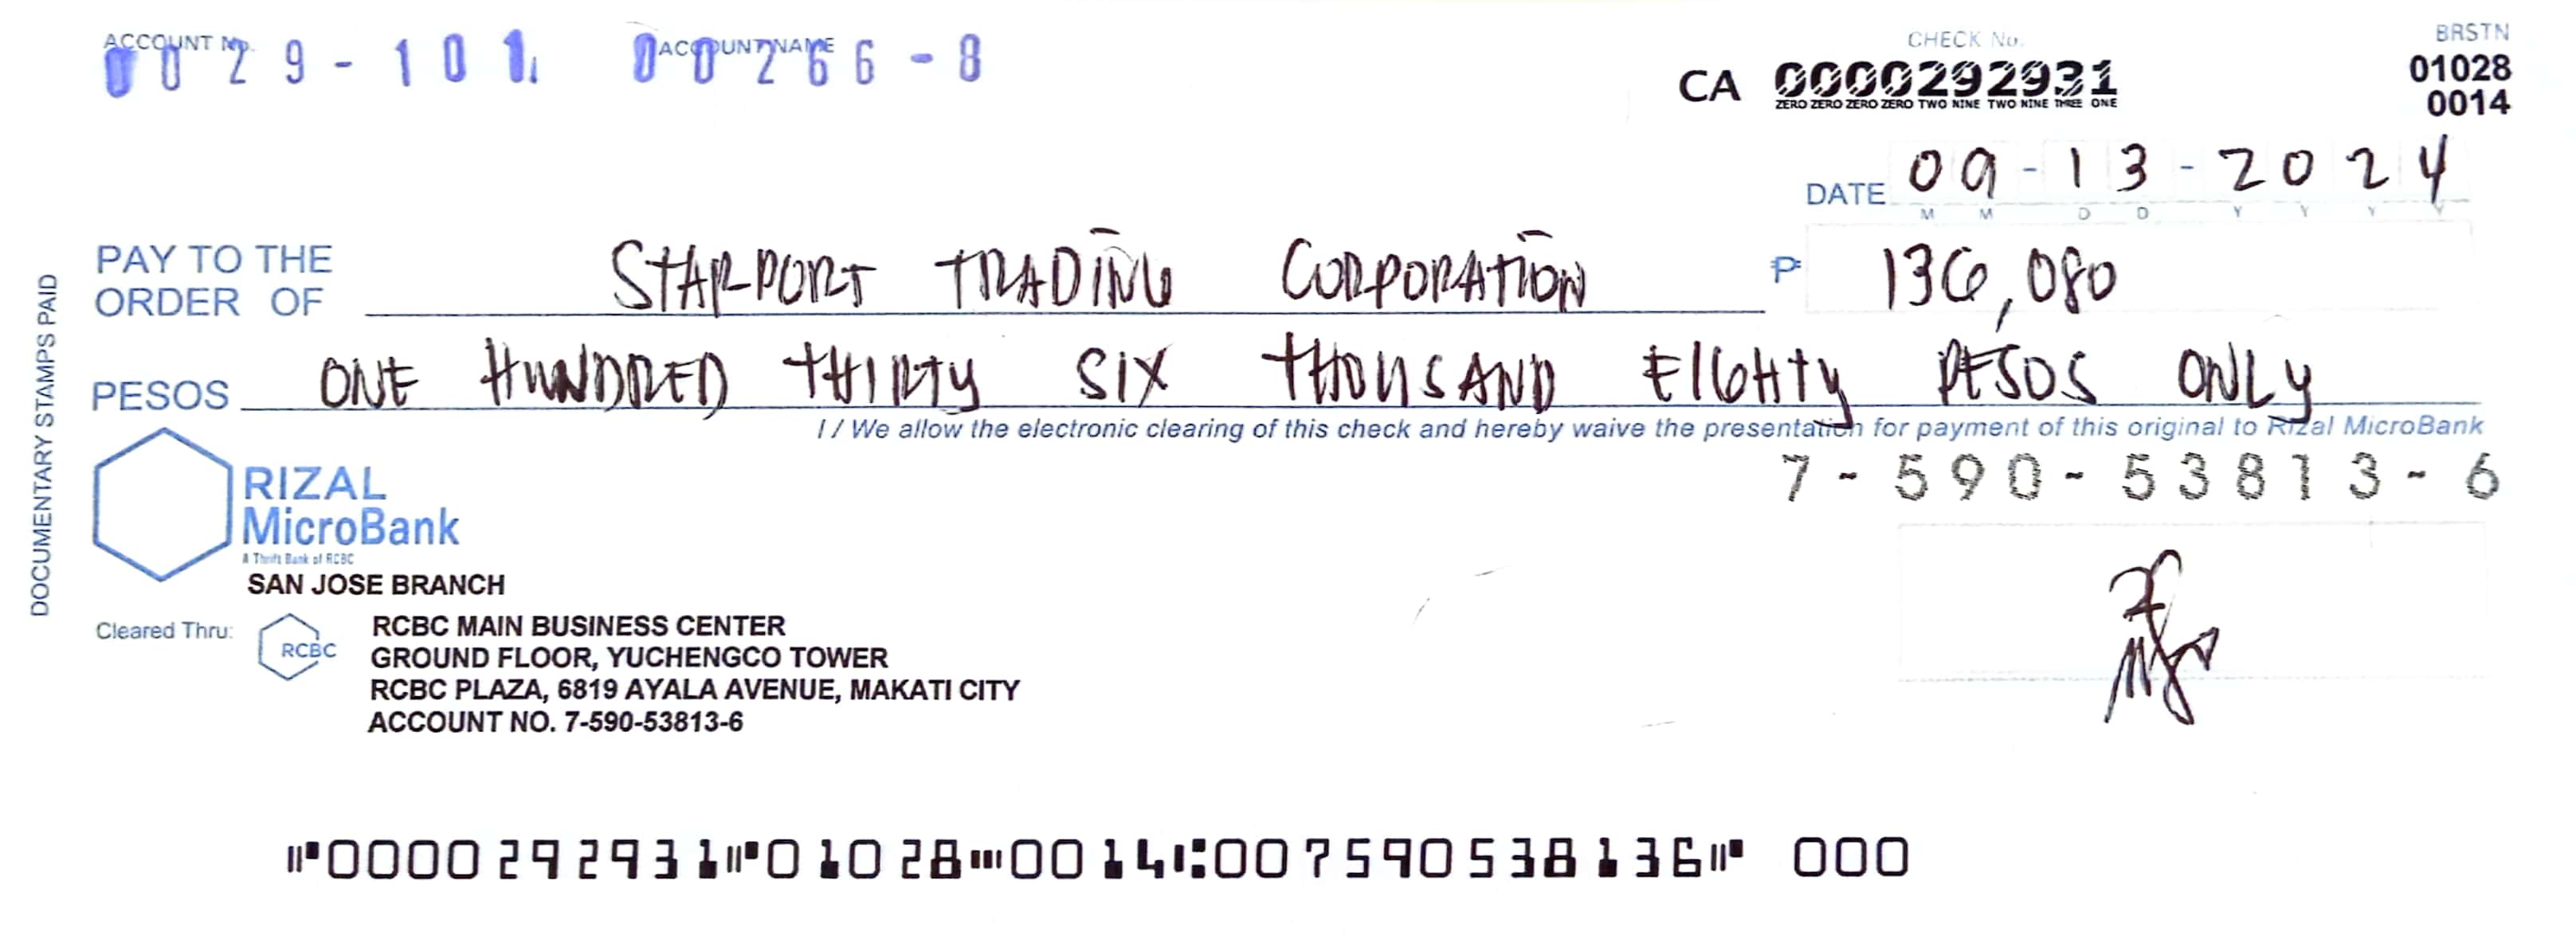 ACCOUNT No. ACCOUNT NAME
0029-101 00266-8
CHECK No.
CA 0000292931
ZERO ZERO ZERO ZERO TWO NINE TWO NINE THREE ONE
BRSTN
01028
0014
DATE 09-13-2024
M M D D Y Y Y Y
PAY TO THE
ORDER OF STARPORT TRADING CORPORATION ₱ 136,080
PESOS ONE HUNDRED THIRTY SIX THOUSAND EIGHTY PESOS ONLY
I / We allow the electronic clearing of this check and hereby waive the presentation for payment of this original to Rizal MicroBank
7-590-53813-6
DOCUMENTARY STAMPS PAID
RIZAL
MicroBank
A Thrift Bank of RCBC
SAN JOSE BRANCH
Cleared Thru: RCBC
RCBC MAIN BUSINESS CENTER
GROUND FLOOR, YUCHENGCO TOWER
RCBC PLAZA, 6819 AYALA AVENUE, MAKATI CITY
ACCOUNT NO. 7-590-53813-6
⑈0000292931⑈01028⑉0014⑆007590538136⑈ 000